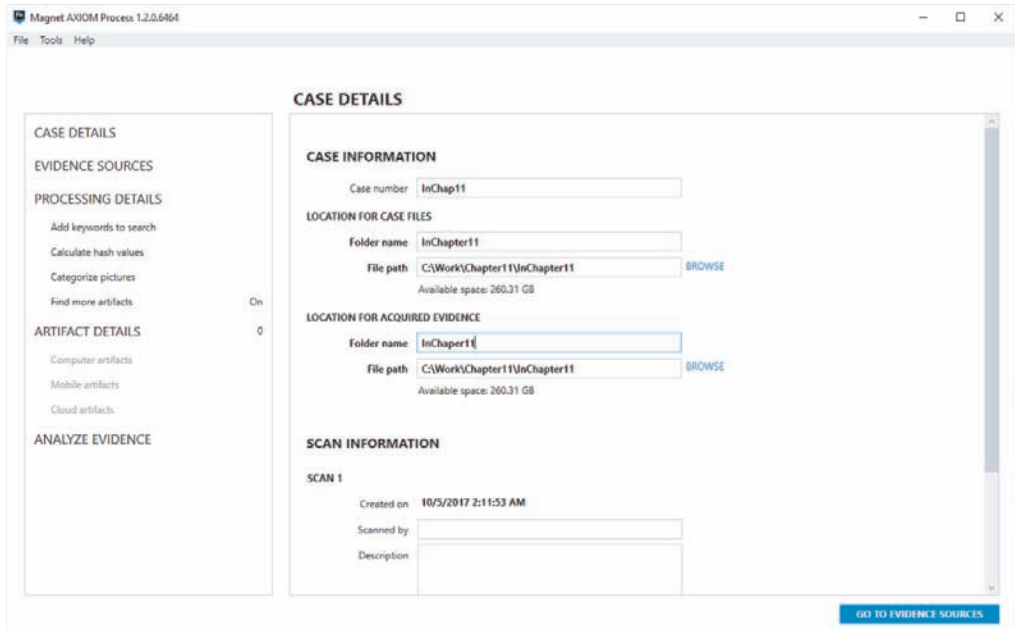 Magnet AXIOM Process 1.2.0.6464
File Tools Help
CASE DETAILS
CASE DETAILS
EVIDENCE SOURCES
PROCESSING DETAILS
Add keywords to search
Calculate hash values
Categorize pictures
Find more artifacts On
ARTIFACT DETAILS 0
Computer artifacts
Mobile artifacts
Cloud artifacts
ANALYZE EVIDENCE
CASE INFORMATION
Case number InChap11
LOCATION FOR CASE FILES
Folder name InChapter11
File path C:\Work\Chapter11\InChapter11 BROWSE
Available space: 260.31 GB
LOCATION FOR ACQUIRED EVIDENCE
Folder name InChaper11
File path C:\Work\Chapter11\InChapter11 BROWSE
Available space: 260.31 GB
SCAN INFORMATION
SCAN 1
Created on 10/5/2017 2:11:53 AM
Scanned by
Description
GO TO EVIDENCE SOURCES